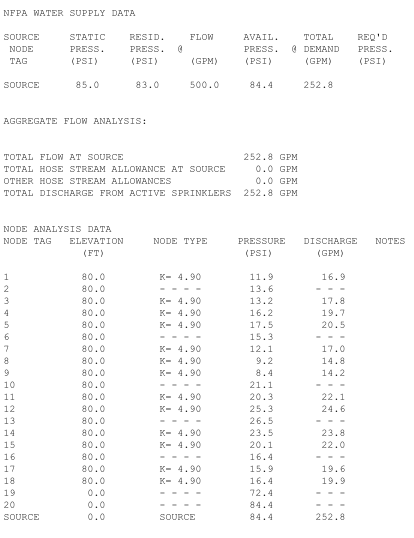 NFPA WATER SUPPLY DATA
SOURCE STATIC RESID. FLOW AVAIL. TOTAL REQ'D
NODE PRESS. PRESS. @ PRESS. @ DEMAND PRESS.
TAG (PSI) (PSI) (GPM) (PSI) (GPM) (PSI)
SOURCE 85.0 83.0 500.0 84.4 252.8
AGGREGATE FLOW ANALYSIS:
TOTAL FLOW AT SOURCE 252.8 GPM
TOTAL HOSE STREAM ALLOWANCE AT SOURCE 0.0 GPM
OTHER HOSE STREAM ALLOWANCES 0.0 GPM
TOTAL DISCHARGE FROM ACTIVE SPRINKLERS 252.8 GPM
NODE ANALYSIS DATA
NODE TAG ELEVATION NODE TYPE PRESSURE DISCHARGE NOTES
(FT) (PSI) (GPM)
1 80.0 K= 4.90 11.9 16.9
2 80.0 - - - - 13.6 - - -
3 80.0 K= 4.90 13.2 17.8
4 80.0 K= 4.90 16.2 19.7
5 80.0 K= 4.90 17.5 20.5
6 80.0 - - - - 15.3 - - -
7 80.0 K= 4.90 12.1 17.0
8 80.0 K= 4.90 9.2 14.8
9 80.0 K= 4.90 8.4 14.2
10 80.0 - - - - 21.1 - - -
11 80.0 K= 4.90 20.3 22.1
12 80.0 K= 4.90 25.3 24.6
13 80.0 - - - - 26.5 - - -
14 80.0 K= 4.90 23.5 23.8
15 80.0 K= 4.90 20.1 22.0
16 80.0 - - - - 16.4 - - -
17 80.0 K= 4.90 15.9 19.6
18 80.0 K= 4.90 16.4 19.9
19 0.0 - - - - 72.4 - - -
20 0.0 - - - - 84.4 - - -
SOURCE 0.0 SOURCE 84.4 252.8